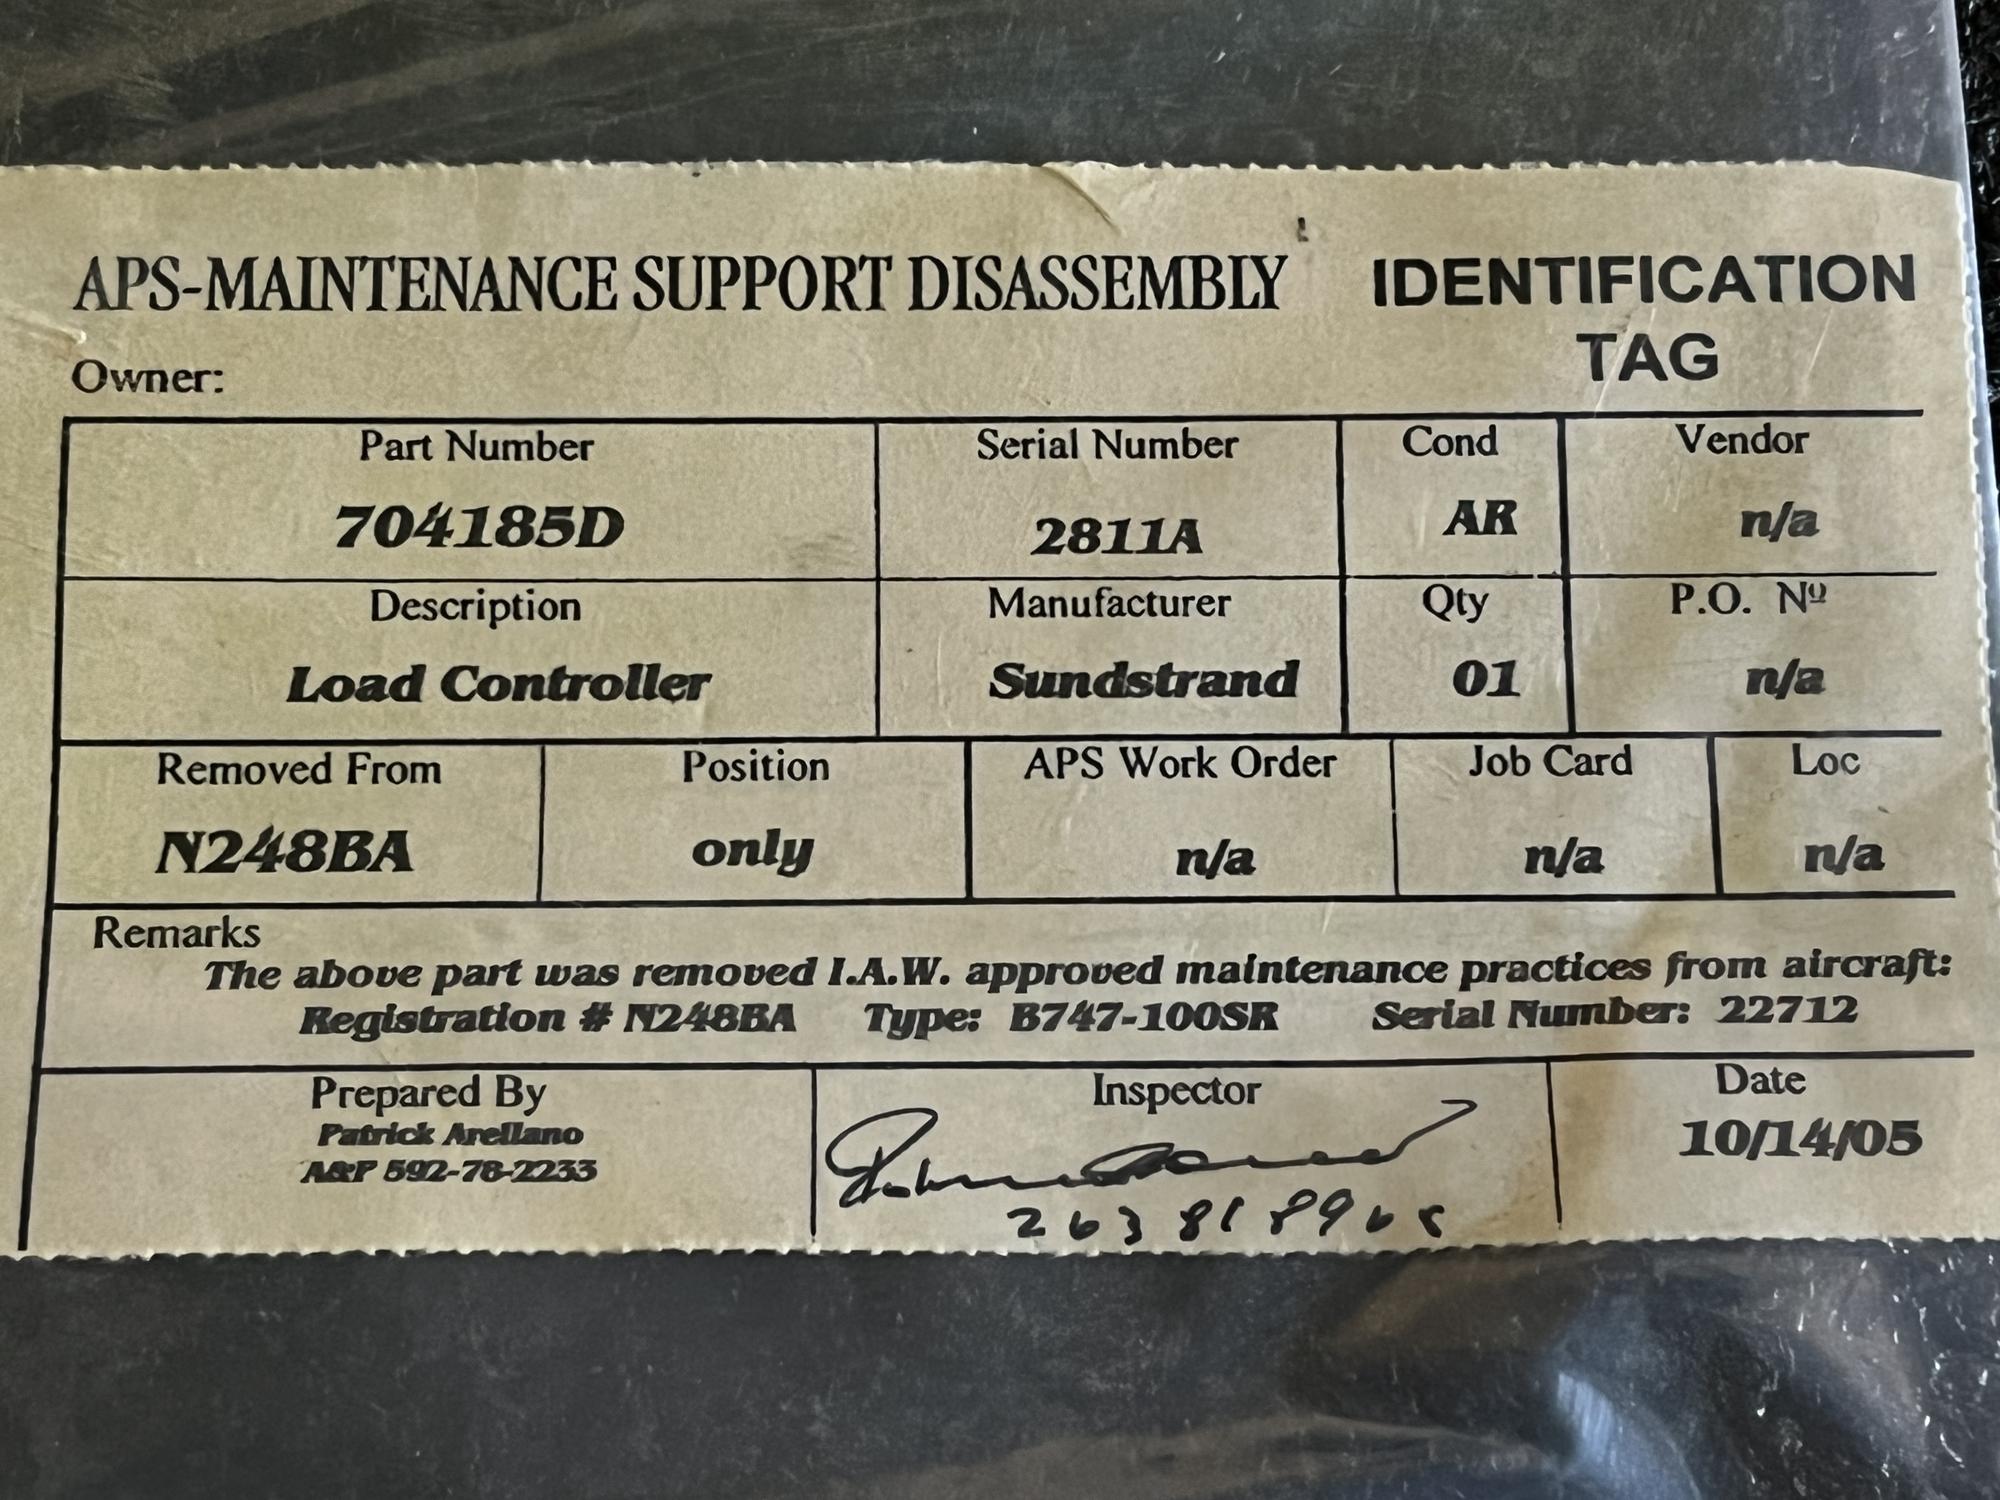 APS-MAINTENANCE SUPPORT DISASSEMBLY IDENTIFICATION TAG
Owner:
Part Number Serial Number Cond Vendor
704185D 2811A AR n/a
Description Manufacturer Qty P.O. Nº
Load Controller Sundstrand 01 n/a
Removed From Position APS Work Order Job Card Loc
N248BA only n/a n/a n/a
Remarks
The above part was removed I.A.W. approved maintenance practices from aircraft:
Registration # N248BA Type: B747-100SR Serial Number: 22712
Prepared By Inspector Date
Patrick Arellano 10/14/05
A&P 592-78-2233